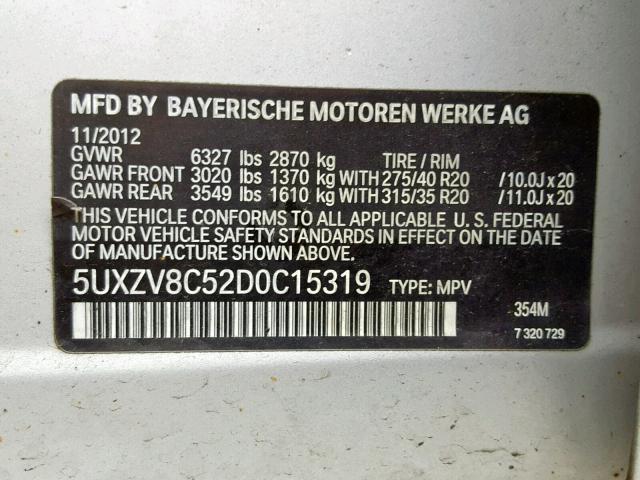 MFD BY BAYERISCHE MOTOREN WERKE AG
11/2012
GVWR 6327 lbs 2870 kg TIRE / RIM
GAWR FRONT 3020 lbs 1370 kg WITH 275/40 R20 /10.0J x 20
GAWR REAR 3549 lbs 1610 kg WITH 315/35 R20 /11.0J x 20
THIS VEHICLE CONFORMS TO ALL APPLICABLE U. S. FEDERAL
MOTOR VEHICLE SAFETY STANDARDS IN EFFECT ON THE DATE
OF MANUFACTURE SHOWN ABOVE.
5UXZV8C52D0C15319 TYPE: MPV
354M
7 320 729